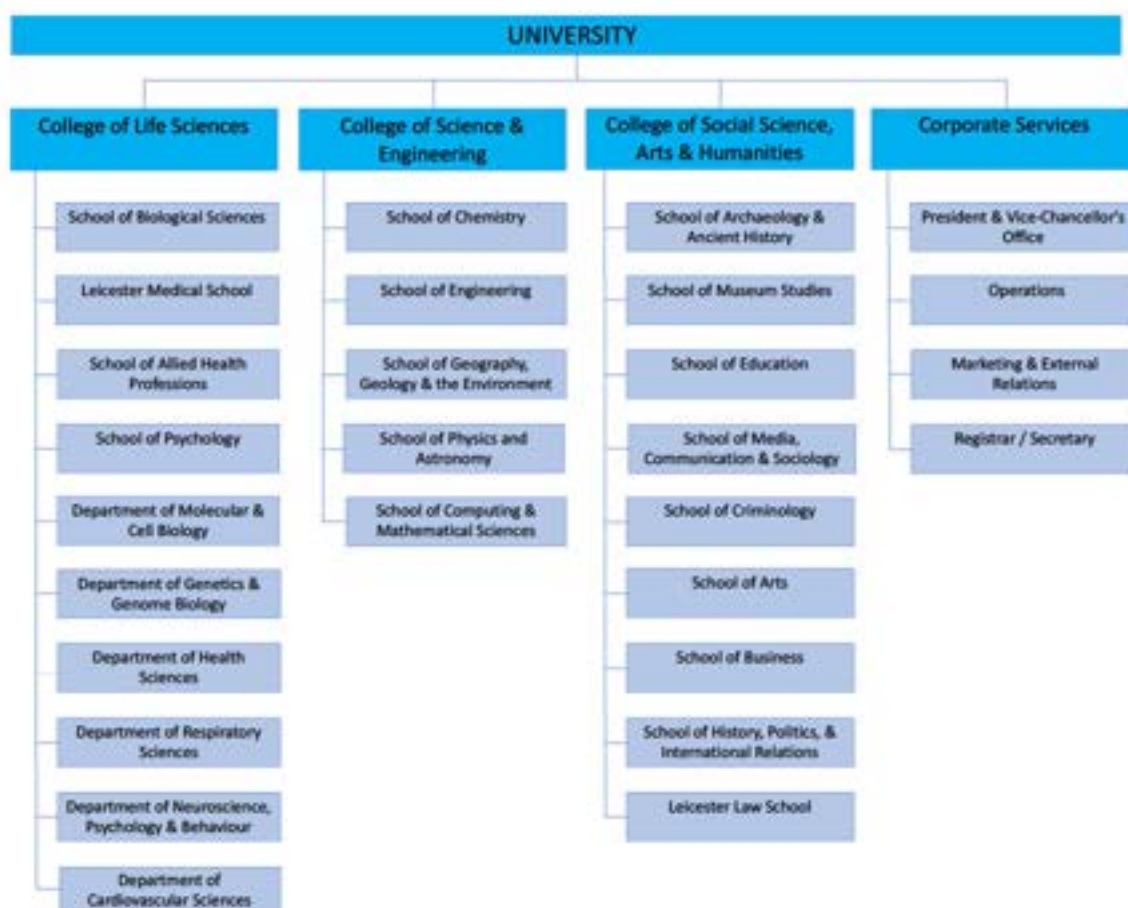 UNIVERSITY
College of Life Sciences
School of Biological Sciences
Leicester Medical School
School of Allied Health
Professions
School of Psychology
Department of Molecular &
Cell Biology
Department of Genetics &
Genome Biology
Department of Health
Sciences
Department of Respiratory
Sciences
Department of Neuroscience,
Psychology & Behaviour
Department of
Cardiovascular Sciences
College of Science &
Engineering
School of Chemistry
School of Engineering
School of Geography,
Geology & the Environment
School of Physics and
Astronomy
School of Computing &
Mathematical Sciences
College of Social Science,
Arts & Humanities
School of Archaeology &
Ancient History
School of Museum Studies
School of Education
School of Media,
Communication & Sociology
School of Criminology
School of Arts
School of Business
School of History, Politics, &
International Relations
Leicester Law School
Corporate Services
President & Vice-Chancellor's
Office
Operations
Marketing & External
Relations
Registrar / Secretary